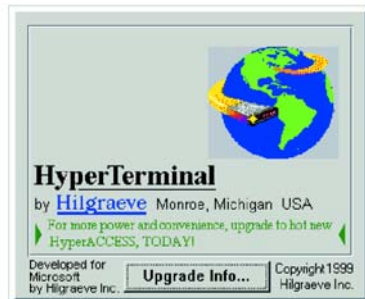 HyperTerminal
by Hilgraeve Monroe, Michigan USA
For more power and convenience, upgrade to hot new
HyperACCESS, TODAY!
Developed for
Microsoft
by Hilgraeve Inc.
Upgrade Info...
Copyright 1999
Hilgraeve Inc.